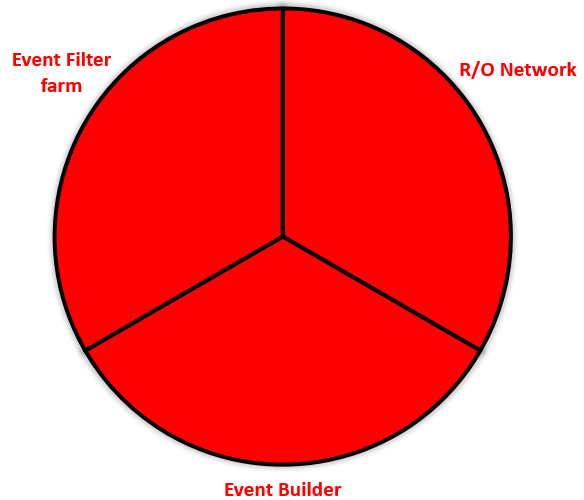 Event Filter
farm
R/O Network
Event Builder